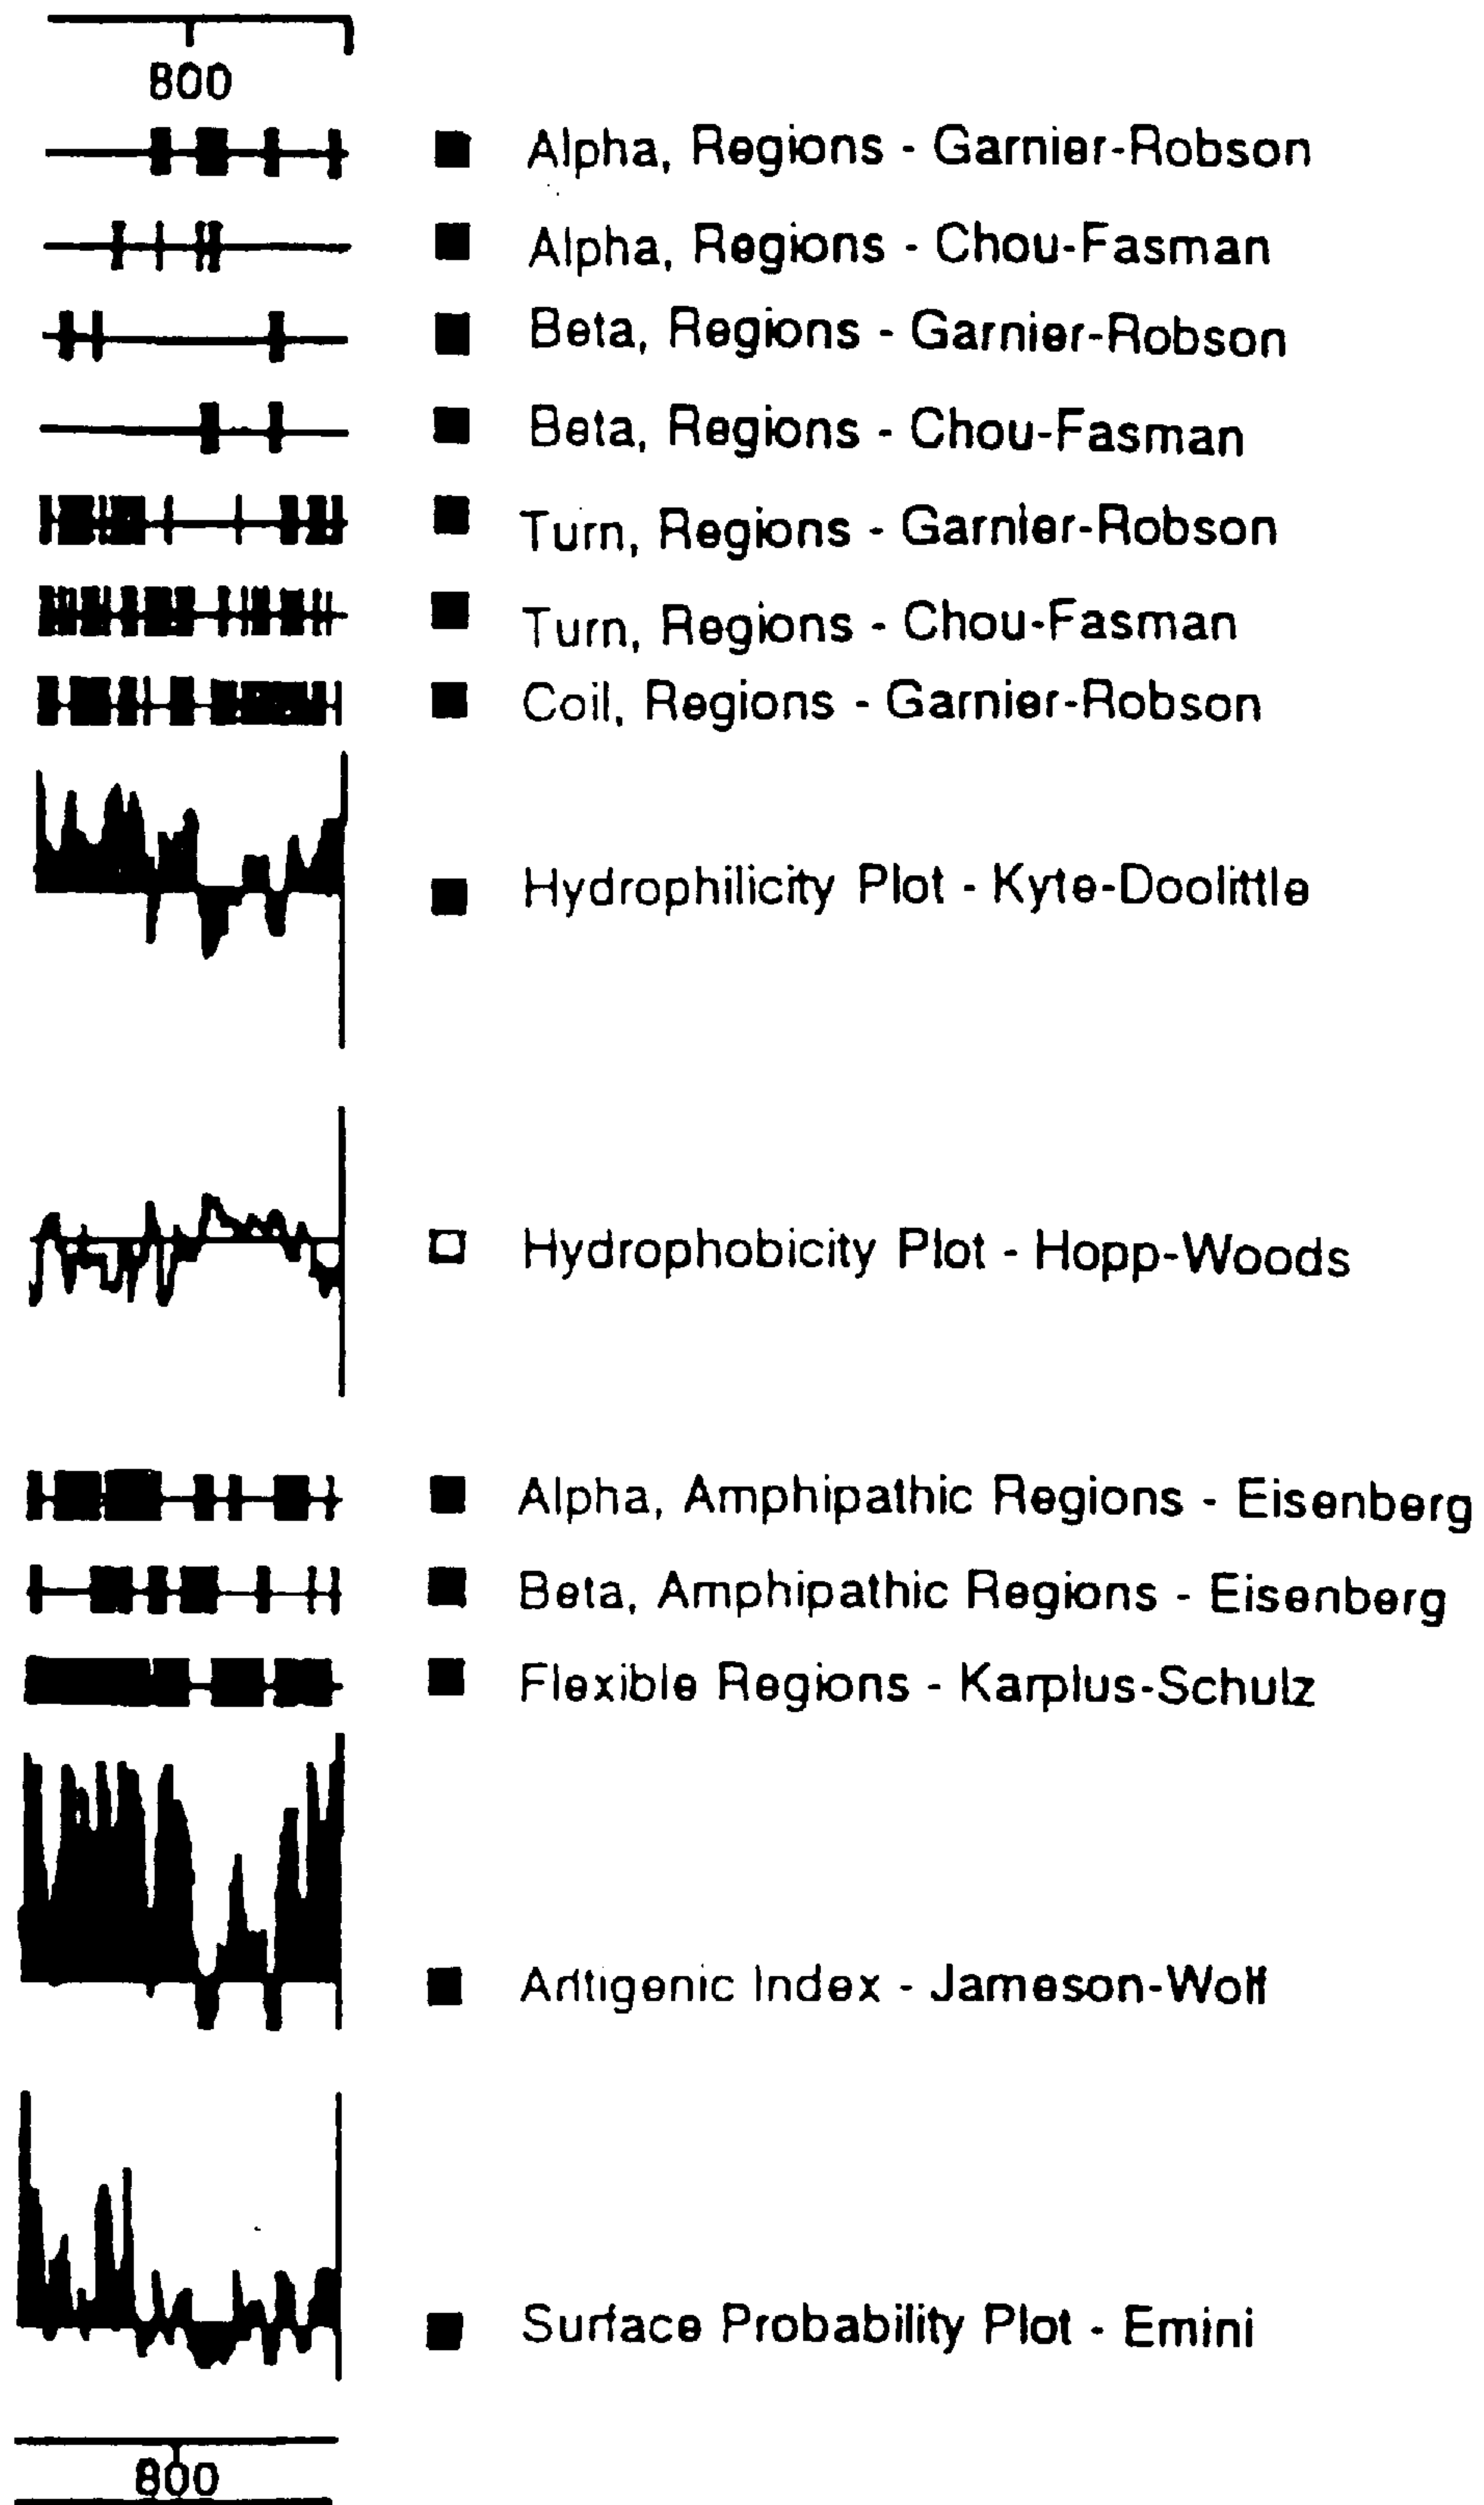 800
Alpha, Regions - Garnier-Robson
Alpha, Regions - Chou-Fasman
Beta, Regions - Garnier-Robson
Beta, Regions - Chou-Fasman
Turn, Regions - Garnier-Robson
Turn, Regions - Chou-Fasman
Coil, Regions - Garnier-Robson
Hydrophilicity Plot - Kyte-Doolittle
Hydrophobicity Plot - Hopp-Woods
Alpha, Amphipathic Regions - Eisenberg
Beta, Amphipathic Regions - Eisenberg
Flexible Regions - Karplus-Schulz
Antigenic Index - Jameson-Wolf
Surface Probability Plot - Emini
800